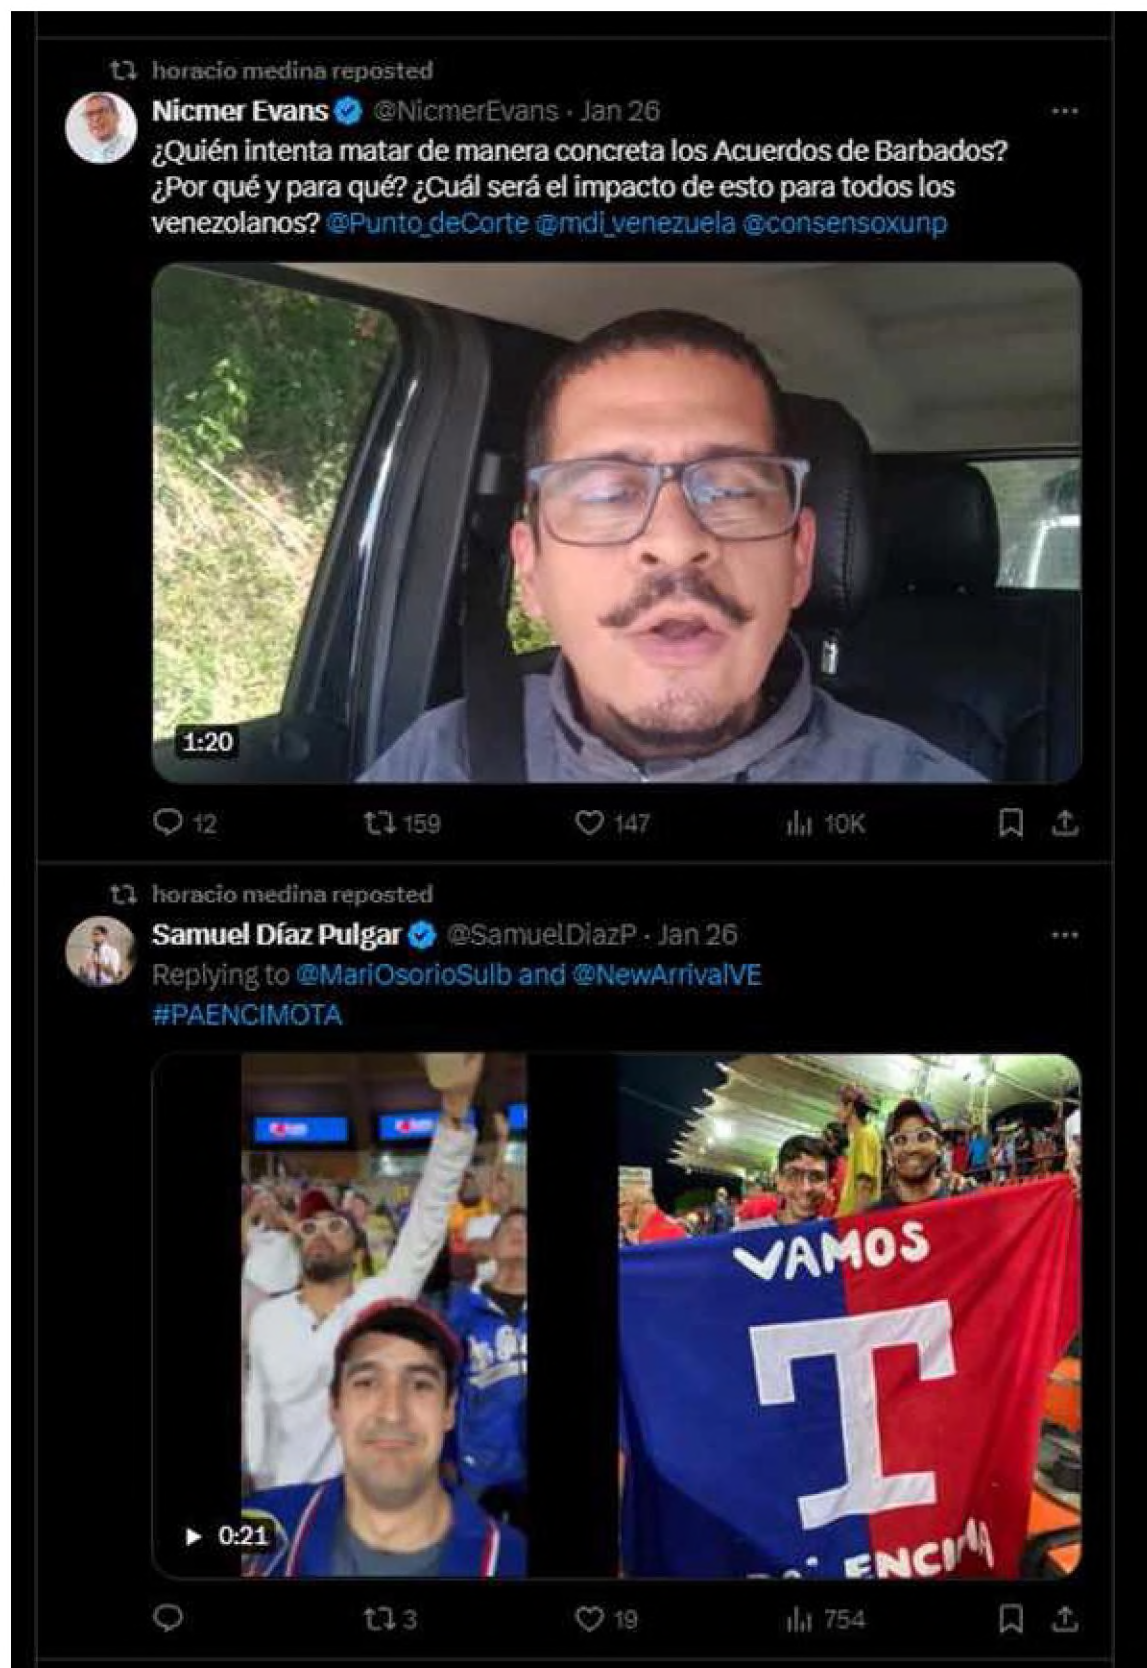 horacio medina reposted
Nicmer Evans @NicmerEvans · Jan 26
¿Quién intenta matar de manera concreta los Acuerdos de Barbados?
¿Por qué y para qué? ¿Cuál será el impacto de esto para todos los
venezolanos? @Punto_deCorte @mdi_venezuela @consensoxunp
1:20
12 159 147 10K
horacio medina reposted
Samuel Díaz Pulgar @SamuelDiazP · Jan 26
Replying to @MariOsorioSulb and @NewArrivalVE
#PAENCIMOTA
VAMOS
T
0:21
3 19 754